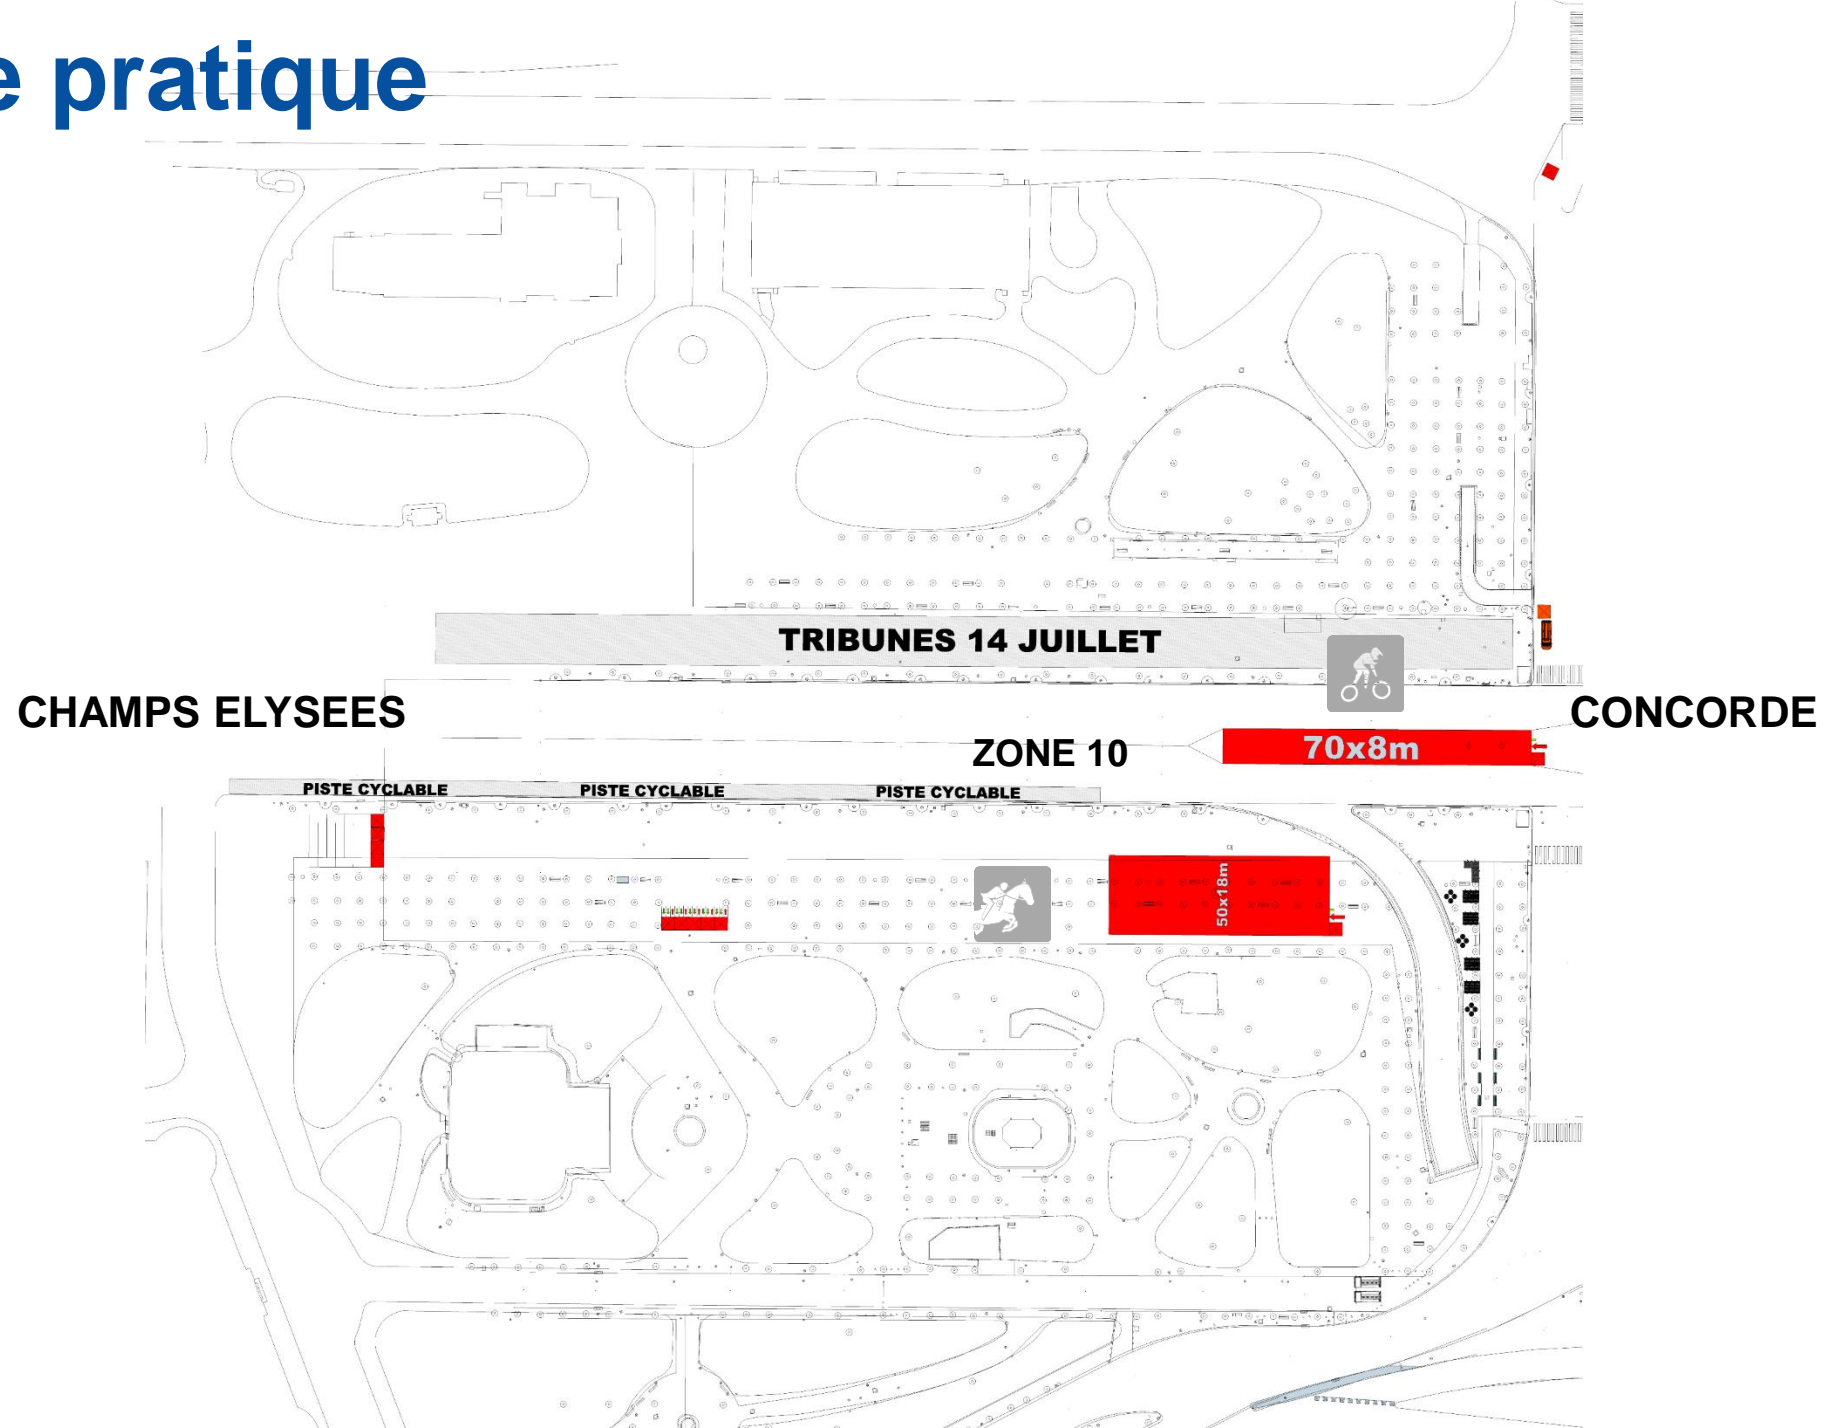 e pratique
TRIBUNES 14 JUILLET
CHAMPS ELYSEES
CONCORDE
ZONE 10
70x8m
PISTE CYCLABLE
PISTE CYCLABLE
PISTE CYCLABLE
50x18m